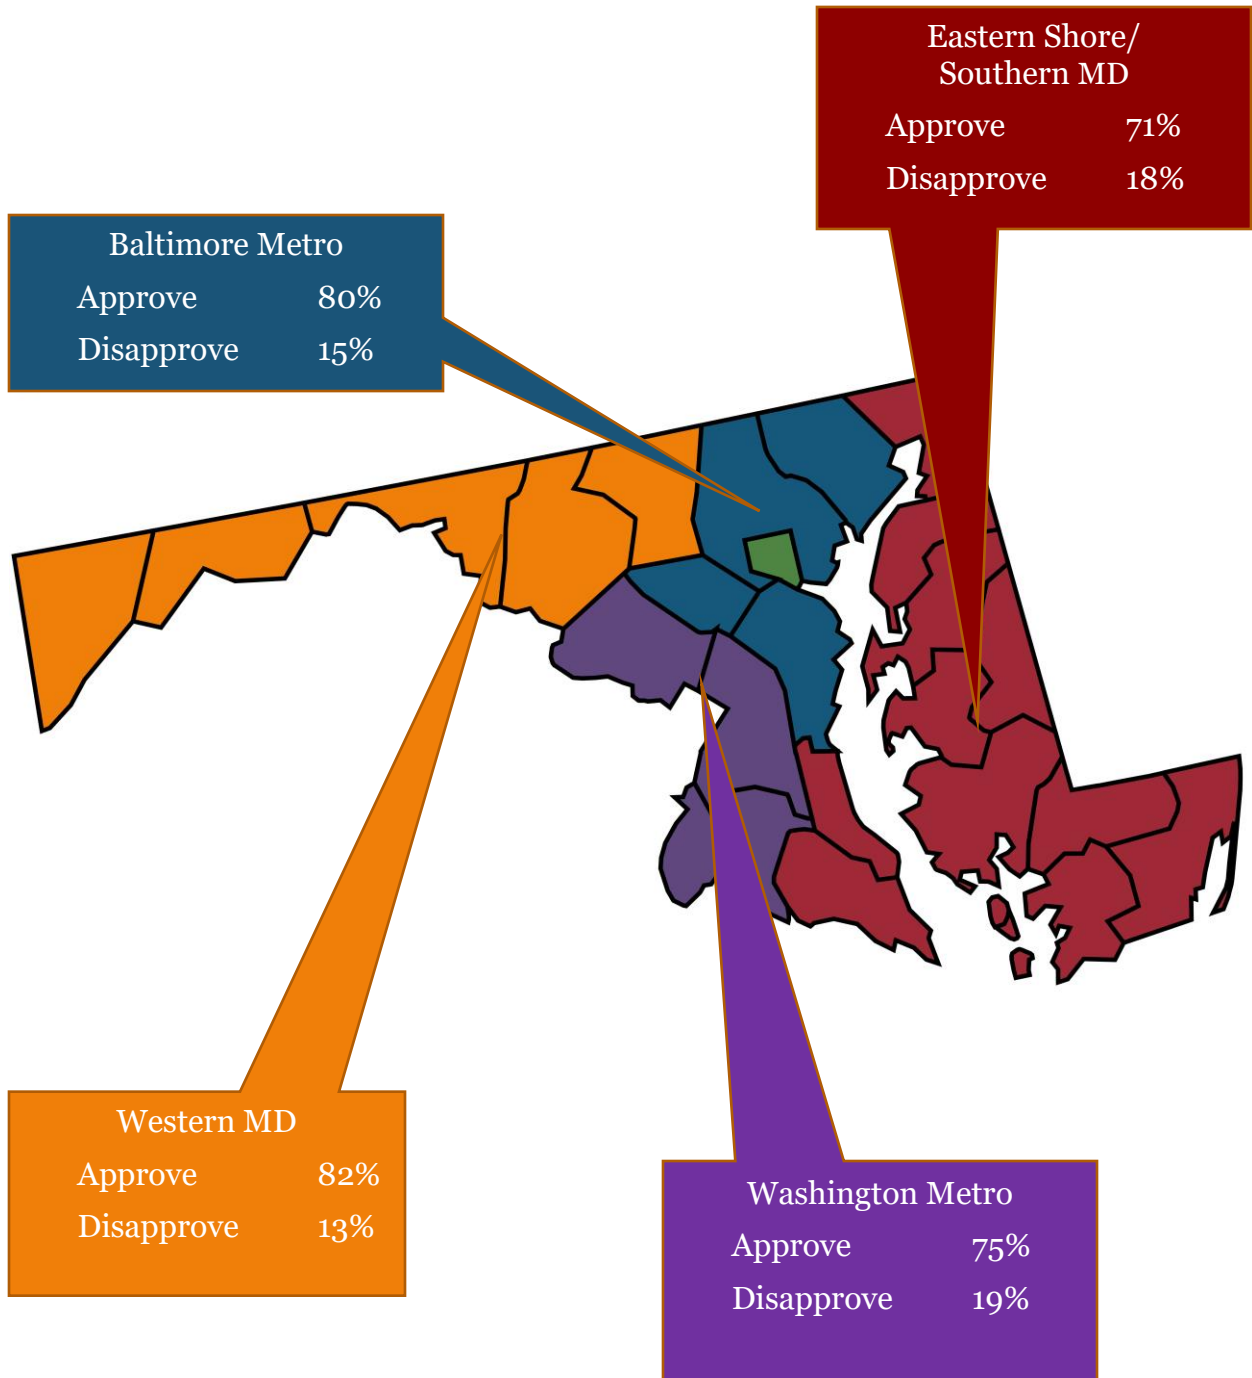 Eastern Shore/
Southern MD
Approve 71%
Disapprove 18%
Baltimore Metro
Approve 80%
Disapprove 15%
Western MD
Approve 82%
Disapprove 13%
Washington Metro
Approve 75%
Disapprove 19%